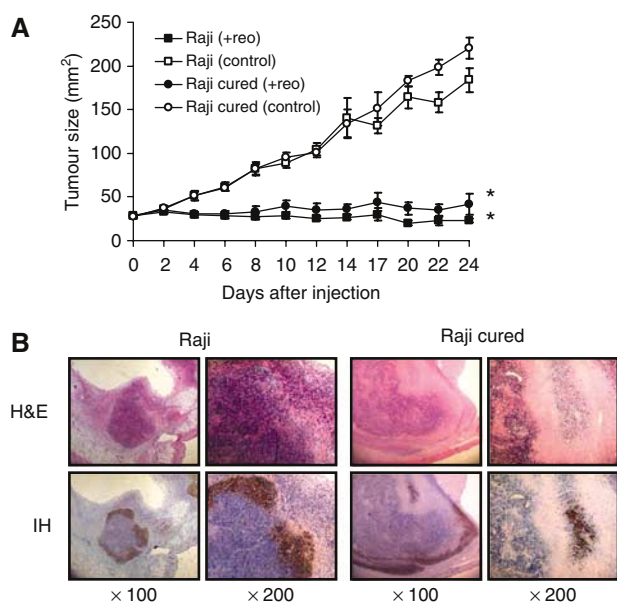 A
Tumour size (mm²)
250
200
150
100
50
0
Raji (+reo)
Raji (control)
Raji cured (+reo)
Raji cured (control)
*
*
0 2 4 6 8 10 12 14 17 20 22 24
Days after injection
B
Raji
Raji cured
H&E
IH
× 100 × 200 × 100 × 200